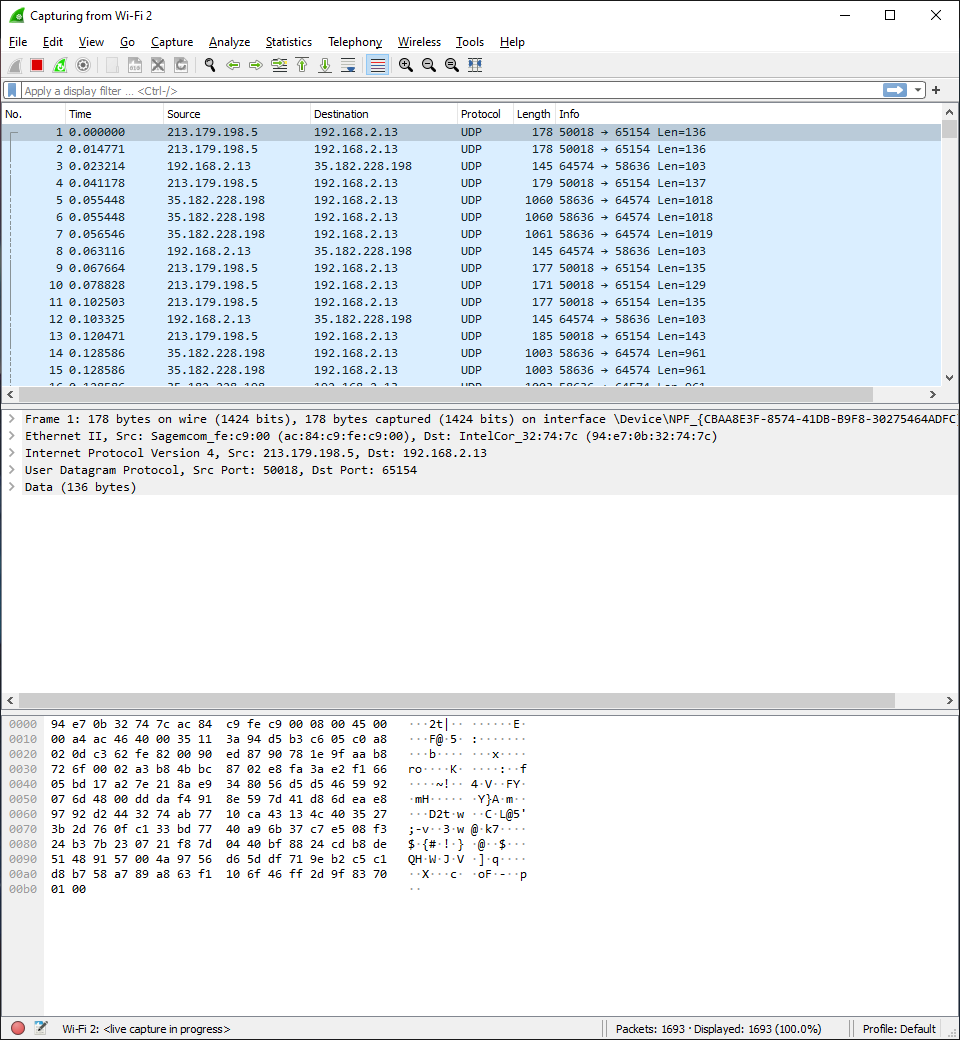 Capturing from Wi-Fi 2
File Edit View Go Capture Analyze Statistics Telephony Wireless Tools Help
Apply a display filter ... <Ctrl-/>
No. Time Source Destination Protocol Length Info
1 0.000000 213.179.198.5 192.168.2.13 UDP 178 50018 → 65154 Len=136
2 0.014771 213.179.198.5 192.168.2.13 UDP 178 50018 → 65154 Len=136
3 0.023214 192.168.2.13 35.182.228.198 UDP 145 64574 → 58636 Len=103
4 0.041178 213.179.198.5 192.168.2.13 UDP 179 50018 → 65154 Len=137
5 0.055448 35.182.228.198 192.168.2.13 UDP 1060 58636 → 64574 Len=1018
6 0.055448 35.182.228.198 192.168.2.13 UDP 1060 58636 → 64574 Len=1018
7 0.056546 35.182.228.198 192.168.2.13 UDP 1061 58636 → 64574 Len=1019
8 0.063116 192.168.2.13 35.182.228.198 UDP 145 64574 → 58636 Len=103
9 0.067664 213.179.198.5 192.168.2.13 UDP 177 50018 → 65154 Len=135
10 0.078828 213.179.198.5 192.168.2.13 UDP 171 50018 → 65154 Len=129
11 0.102503 213.179.198.5 192.168.2.13 UDP 177 50018 → 65154 Len=135
12 0.103325 192.168.2.13 35.182.228.198 UDP 145 64574 → 58636 Len=103
13 0.120471 213.179.198.5 192.168.2.13 UDP 185 50018 → 65154 Len=143
14 0.128586 35.182.228.198 192.168.2.13 UDP 1003 58636 → 64574 Len=961
15 0.128586 35.182.228.198 192.168.2.13 UDP 1003 58636 → 64574 Len=961
Frame 1: 178 bytes on wire (1424 bits), 178 bytes captured (1424 bits) on interface \Device\NPF_{CBAA8E3F-8574-41DB-B9F8-30275464ADFC
Ethernet II, Src: Sagemcom_fe:c9:00 (ac:84:c9:fe:c9:00), Dst: IntelCor_32:74:7c (94:e7:0b:32:74:7c)
Internet Protocol Version 4, Src: 213.179.198.5, Dst: 192.168.2.13
User Datagram Protocol, Src Port: 50018, Dst Port: 65154
Data (136 bytes)
0000 94 e7 0b 32 74 7c ac 84 c9 fe c9 00 08 00 45 00 ···2t|·· ······E·
0010 00 a4 ac 46 40 00 35 11 3a 94 d5 b3 c6 05 c0 a8 ···F@·5· :·······
0020 02 0d c3 62 fe 82 00 90 ed 87 90 78 1e 9f aa b8 ···b···· ···x····
0030 72 6f 00 02 a3 b8 4b bc 87 02 e8 fa 3a e2 f1 66 ro····K· ····:··f
0040 05 bd 17 a2 7e 21 8a e9 34 80 56 d5 d5 46 59 92 ····~!·· 4·V··FY·
0050 07 6d 48 00 dd da f4 91 8e 59 7d 41 d8 6d ea e8 ·mH····· ·Y}A·m··
0060 97 92 d2 44 32 74 ab 77 10 ca 43 13 4c 40 35 27 ···D2t·w ··C·L@5'
0070 3b 2d 76 0f c1 33 bd 77 40 a9 6b 37 c7 e5 08 f3 ;-v··3·w @·k7····
0080 24 b3 7b 23 07 21 f8 7d 04 40 bf 88 24 cd b8 de $·{#·!·} ·@··$···
0090 51 48 91 57 00 4a 97 56 d6 5d df 71 9e b2 c5 c1 QH·W·J·V ·]·q····
00a0 d8 b7 58 a7 89 a8 63 f1 10 6f 46 ff 2d 9f 83 70 ··X···c· ·oF·-··p
00b0 01 00 ··
Wi-Fi 2: <live capture in progress> Packets: 1693 · Displayed: 1693 (100.0%) Profile: Default